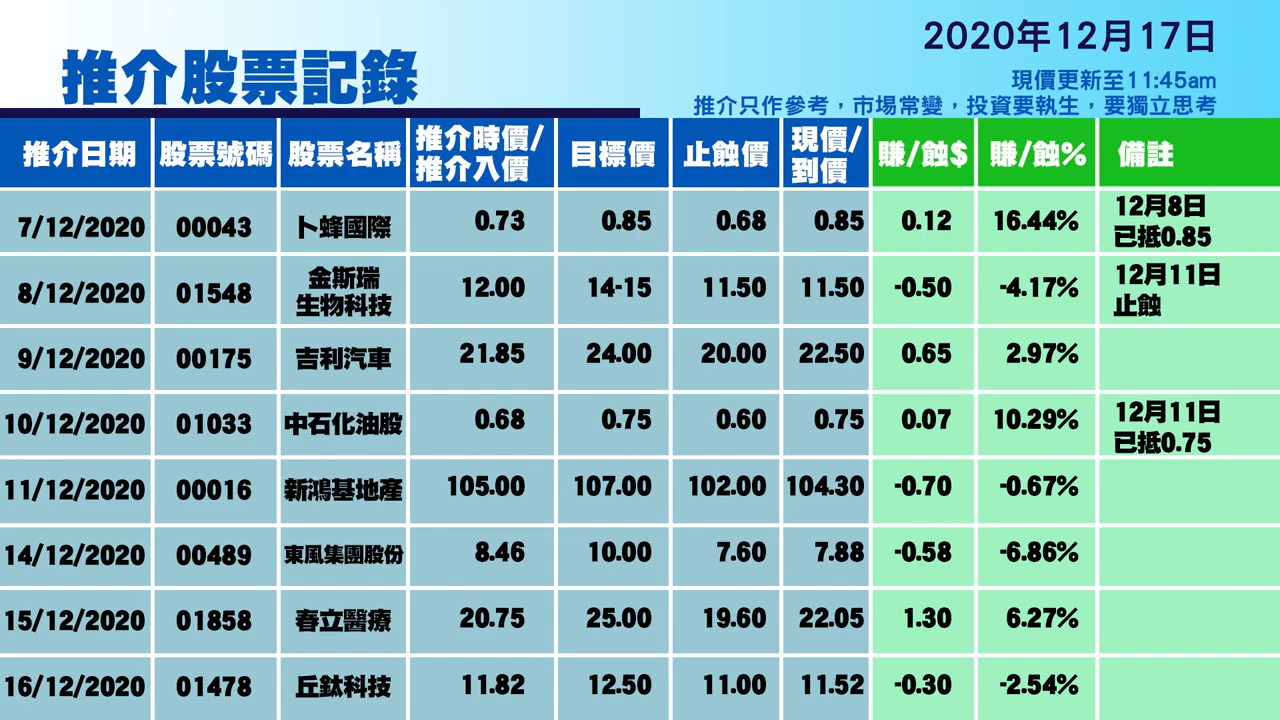 2020年12月17日
推介股票記錄
現價更新至11:45am
推介只作參考，市場常變，投資要執生，要獨立思考
推介日期 股票號碼 股票名稱 推介時價/推介入價 目標價 止蝕價 現價/到價 賺/蝕$ 賺/蝕% 備註
7/12/2020 00043 卜蜂國際 0.73 0.85 0.68 0.85 0.12 16.44% 12月8日已抵0.85
8/12/2020 01548 金斯瑞生物科技 12.00 14-15 11.50 11.50 -0.50 -4.17% 12月11日止蝕
9/12/2020 00175 吉利汽車 21.85 24.00 20.00 22.50 0.65 2.97%
10/12/2020 01033 中石化油股 0.68 0.75 0.60 0.75 0.07 10.29% 12月11日已抵0.75
11/12/2020 00016 新鴻基地產 105.00 107.00 102.00 104.30 -0.70 -0.67%
14/12/2020 00489 東風集團股份 8.46 10.00 7.60 7.88 -0.58 -6.86%
15/12/2020 01858 春立醫療 20.75 25.00 19.60 22.05 1.30 6.27%
16/12/2020 01478 丘鈦科技 11.82 12.50 11.00 11.52 -0.30 -2.54%